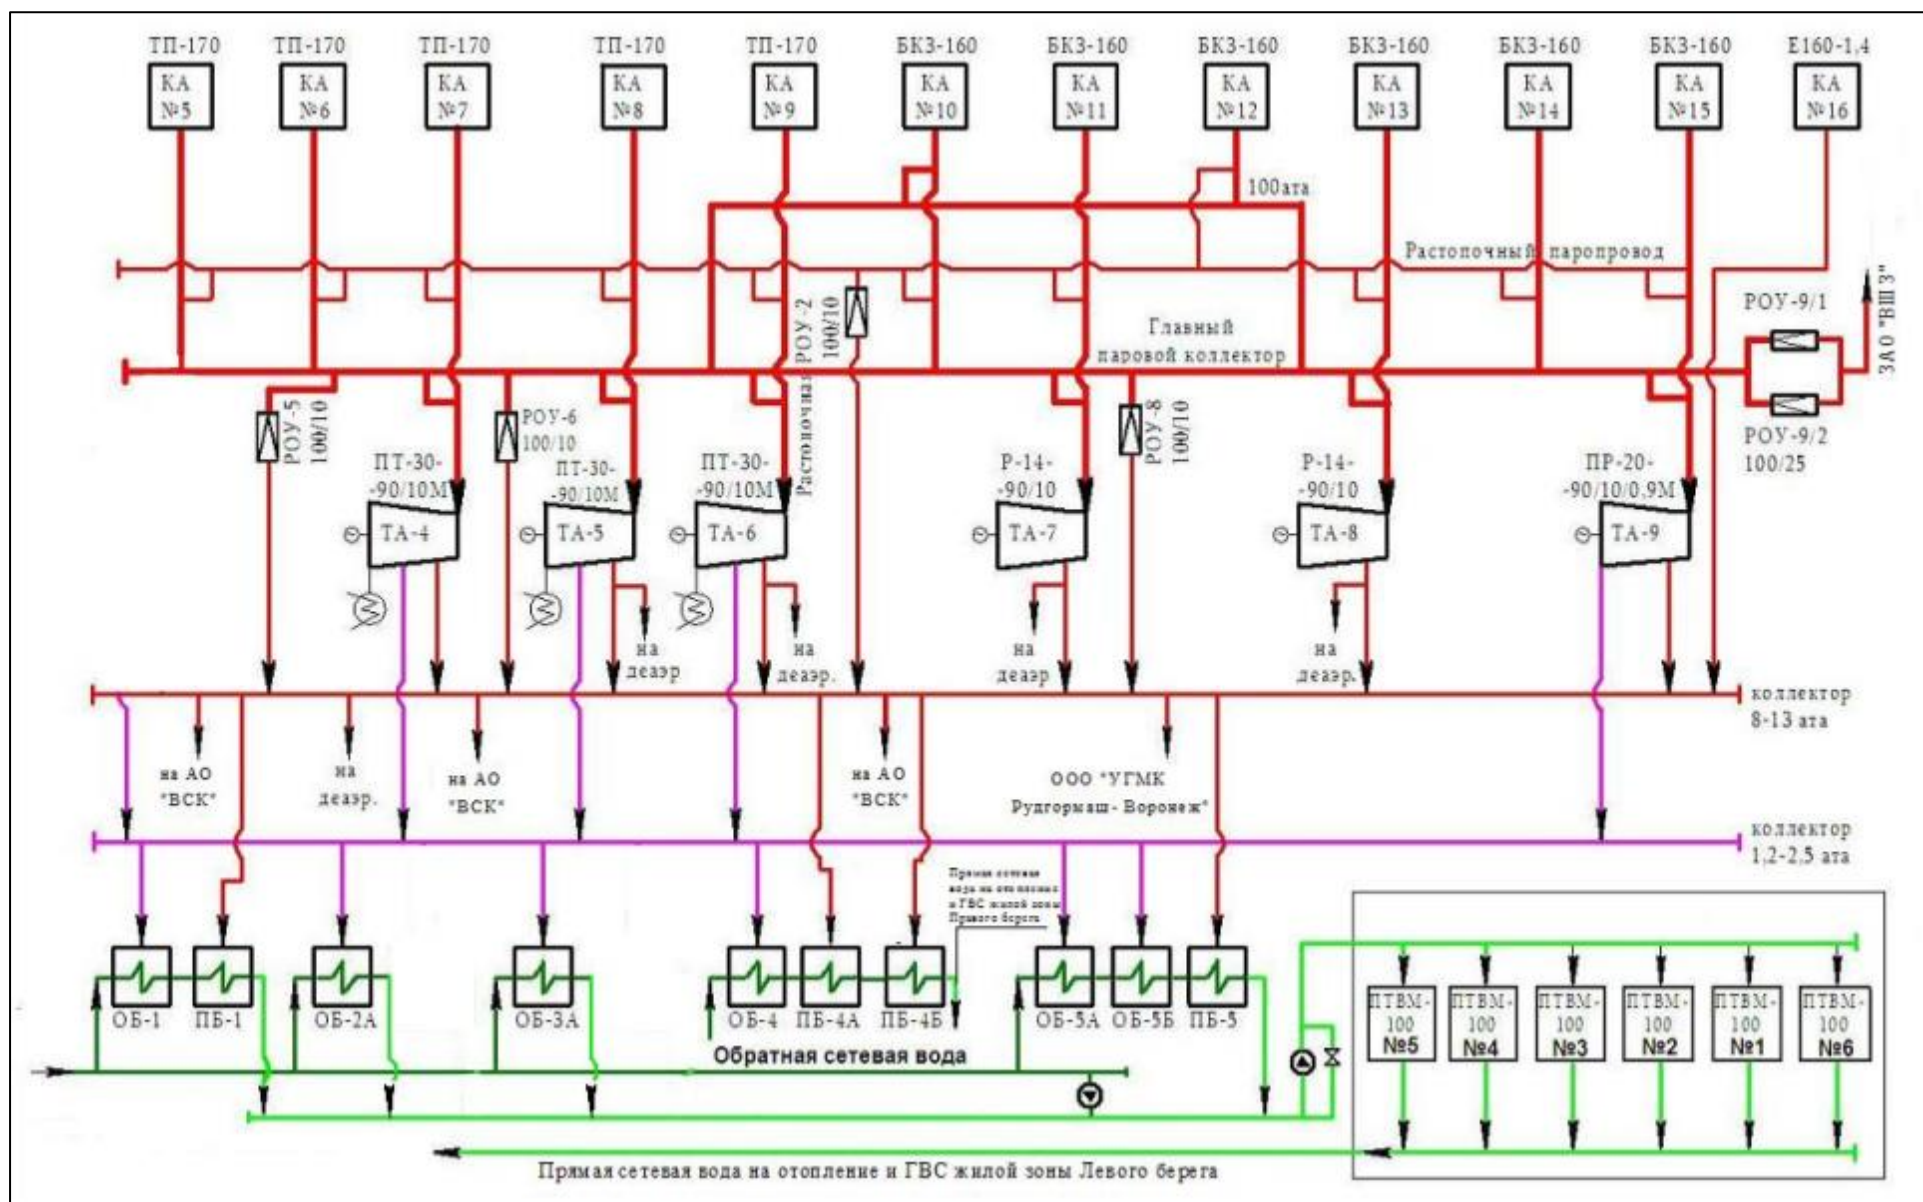 ТП-170 ТП-170 ТП-170 ТП-170 ТП-170 БКЗ-160 БКЗ-160 БКЗ-160 БКЗ-160 БКЗ-160 БКЗ-160 Е160-1,4
КА КА КА КА КА КА КА КА КА КА КА КА
№5 №6 №7 №8 №9 №10 №11 №12 №13 №14 №15 №16
100ата
Растопочный паропровод
Главный
паровой коллектор
Растопочная РОУ-2
100/10
РОУ-9/1
ЗАО "ВШЗ"
РОУ-9/2
100/25
РОУ-5
100/10
РОУ-6
100/10
РОУ-8
100/10
ПТ-30-
-90/10М
ПТ-30-
-90/10М
ПТ-30-
-90/10М
Р-14-
-90/10
Р-14-
-90/10
ПР-20-
-90/10/0,9М
ТА-4 ТА-5 ТА-6 ТА-7 ТА-8 ТА-9
на
деаэр
на
деаэр.
на
деаэр
на
деаэр.
коллектор
8-13 ата
на АО
"ВСК"
на
деаэр.
на АО
"ВСК"
на АО
"ВСК"
ООО "УГМК
Рудгормаш-Воронеж"
коллектор
1,2-2,5 ата
Прямая сетевая
вода на отопление
и ГВС жилой зоны
Правого берега
ОБ-1 ПБ-1 ОБ-2А ОБ-3А ОБ-4 ПБ-4А ПБ-4Б ОБ-5А ОБ-5Б ПБ-5
ПТВМ- ПТВМ- ПТВМ- ПТВМ- ПТВМ- ПТВМ-
100 100 100 100 100 100
№5 №4 №3 №2 №1 №6
Обратная сетевая вода
Прямая сетевая вода на отопление и ГВС жилой зоны Левого берега